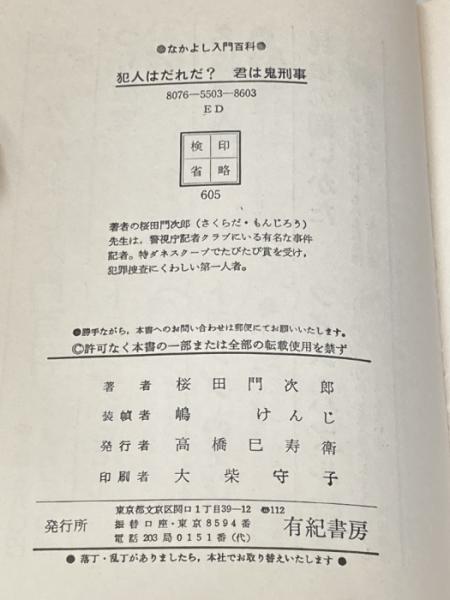 ●なかよし入門百科●
犯人はだれだ？　君は鬼刑事
8076—5503—8603
ED
検印
省略
605
著者の桜田門次郎（さくらだ・もんじろう）
先生は，警視庁記者クラブにいる有名な事件
記者。特ダネスクープでたびたび賞を受け，
犯罪捜査にくわしい第一人者。
●勝手ながら，本書へのお問い合わせは郵便にてお願いいたします。
©許可なく本書の一部または全部の転載使用を禁ず
著者　桜田門次郎
装幀者　嶋けんじ
発行者　高橋巳寿衛
印刷者　大柴守子
発行所
東京都文京区関口1丁目39—12 ☎112
振替口座・東京8594番
電話 203局0151番（代）
有紀書房
●落丁・乱丁がありましたら，本社でお取り替えいたします●